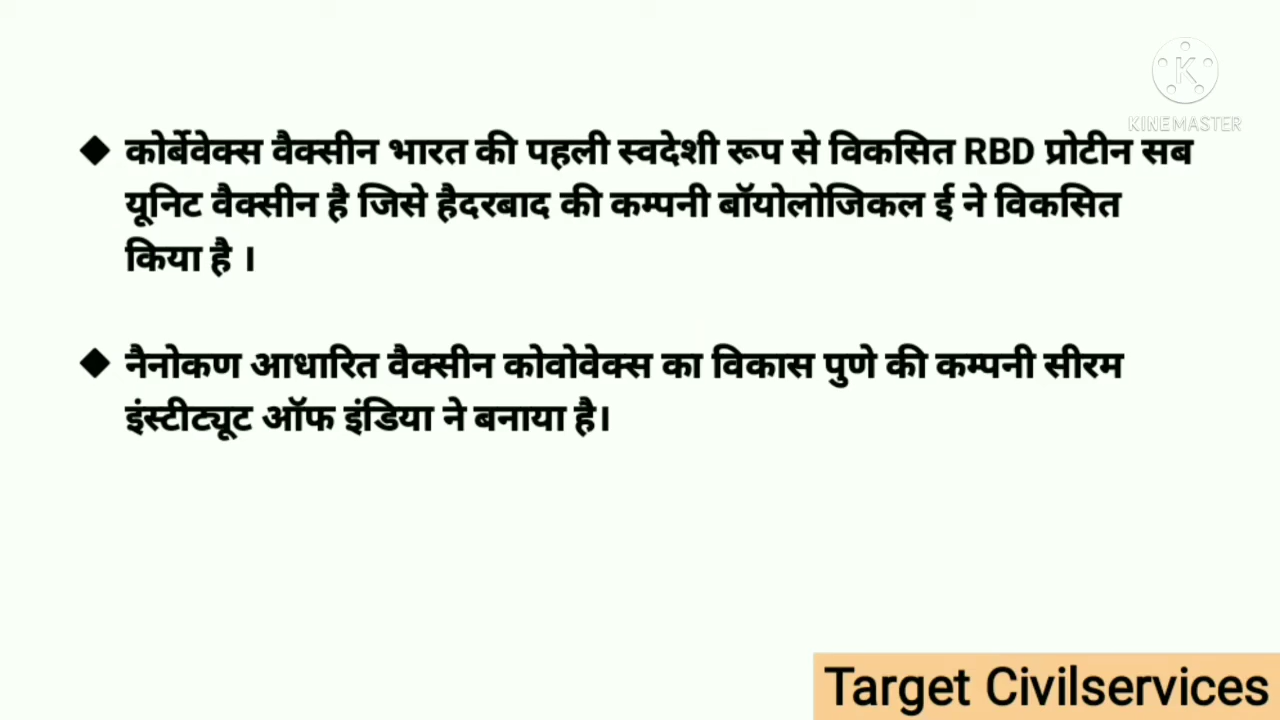 KINEMASTER
◆ कोर्बेवेक्स वैक्सीन भारत की पहली स्वदेशी रूप से विकसित RBD प्रोटीन सब
यूनिट वैक्सीन है जिसे हैदरबाद की कम्पनी बॉयोलोजिकल ई ने विकसित
किया है ।
◆ नैनोकण आधारित वैक्सीन कोवोवेक्स का विकास पुणे की कम्पनी सीरम
इंस्टीट्यूट ऑफ इंडिया ने बनाया है।
Target Civilservices